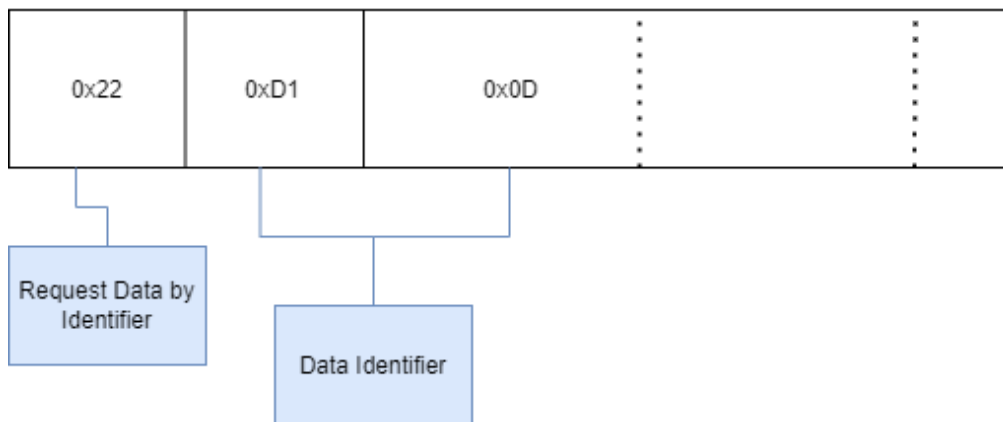 0x22
0xD1
0x0D
Request Data by
Identifier
Data Identifier